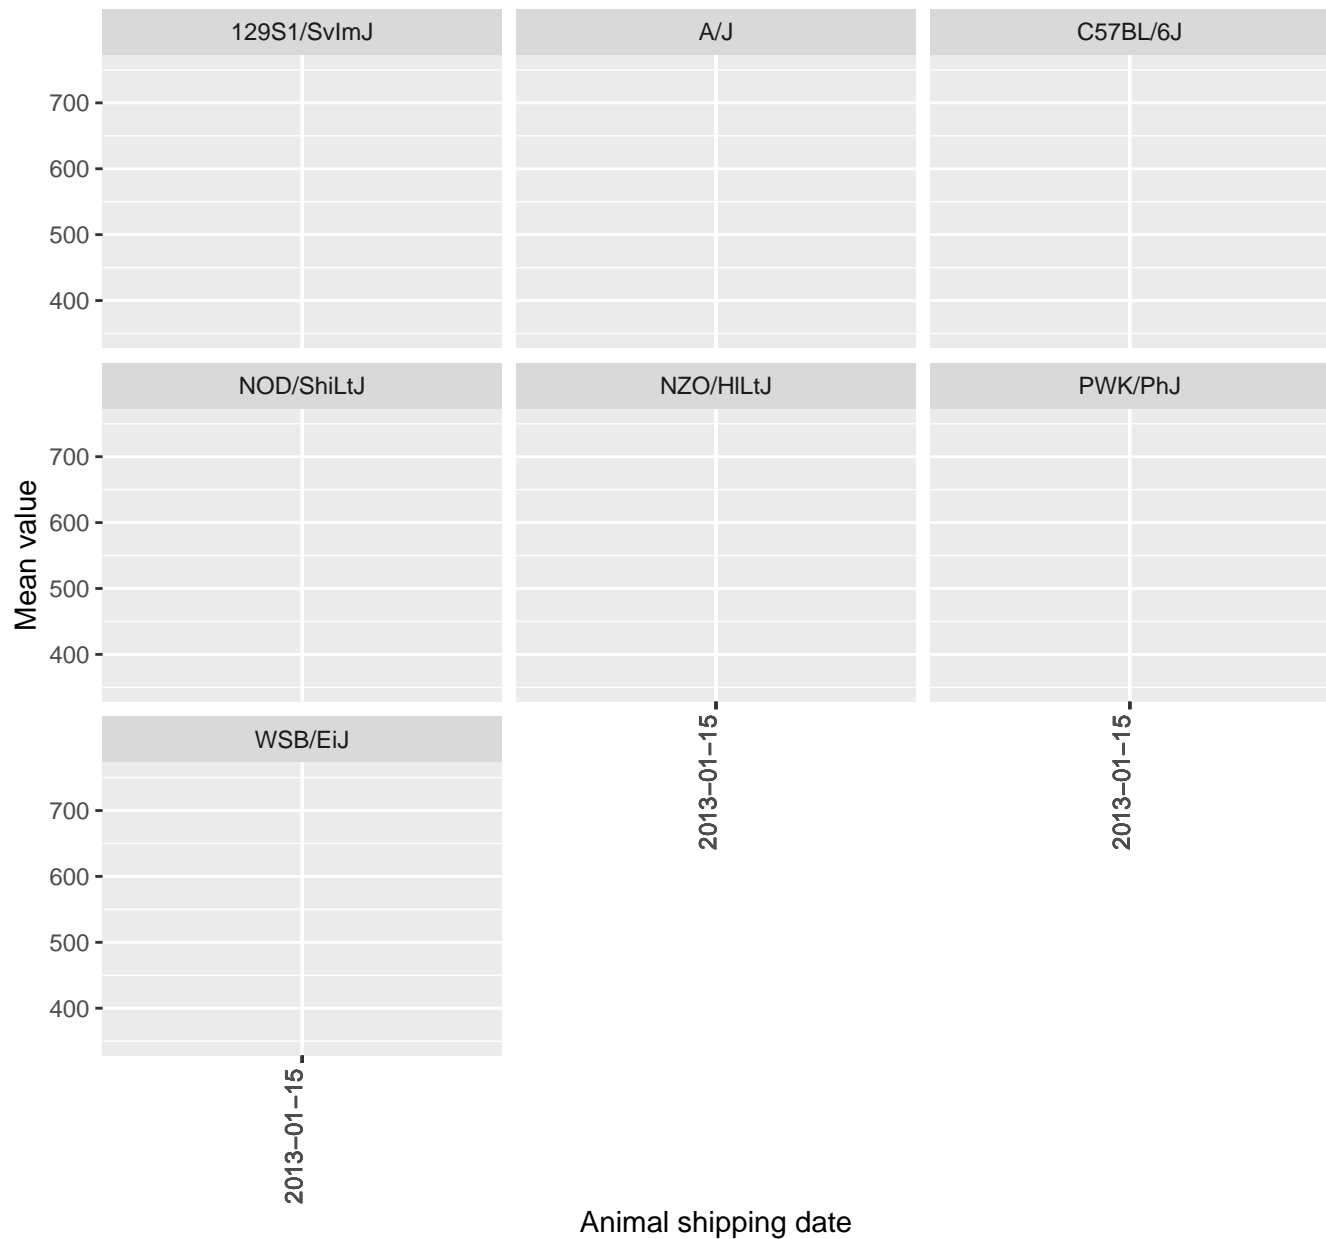 129S1/SvImJ
A/J
C57BL/6J
700
600
500
400
NOD/ShiLtJ
NZO/HlLtJ
PWK/PhJ
700
600
500
400
Mean value
WSB/EiJ
2013−01−15
2013−01−15
700
600
500
400
2013−01−15
Animal shipping date